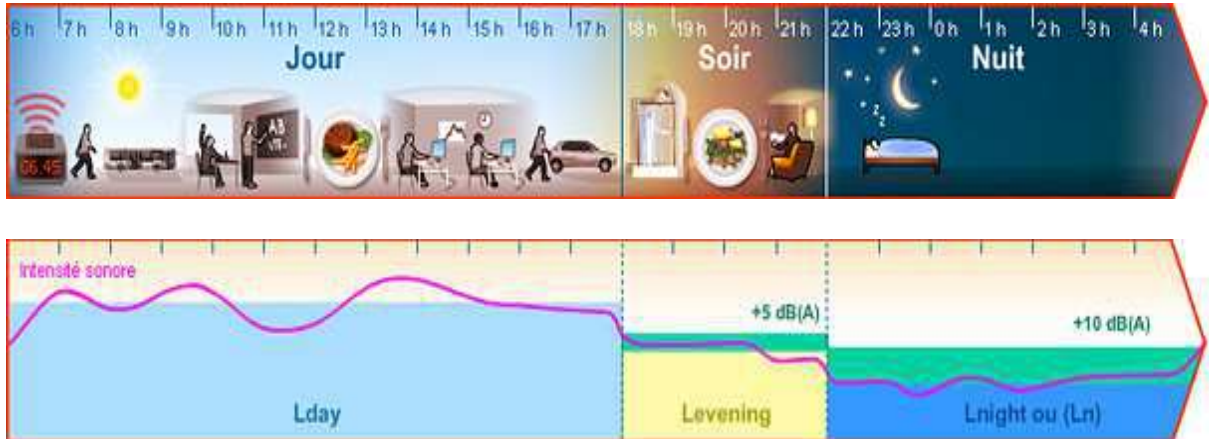 6 h 7 h 8 h 9 h 10 h 11 h 12 h 13 h 14 h 15 h 16 h 17 h 18 h 19 h 20 h 21 h 22 h 23 h 0 h 1 h 2 h 3 h 4 h
Jour Soir Nuit
AB
06.45
Intensité sonore
+5 dB(A)
+10 dB(A)
Lday Levening Lnight ou (Ln)